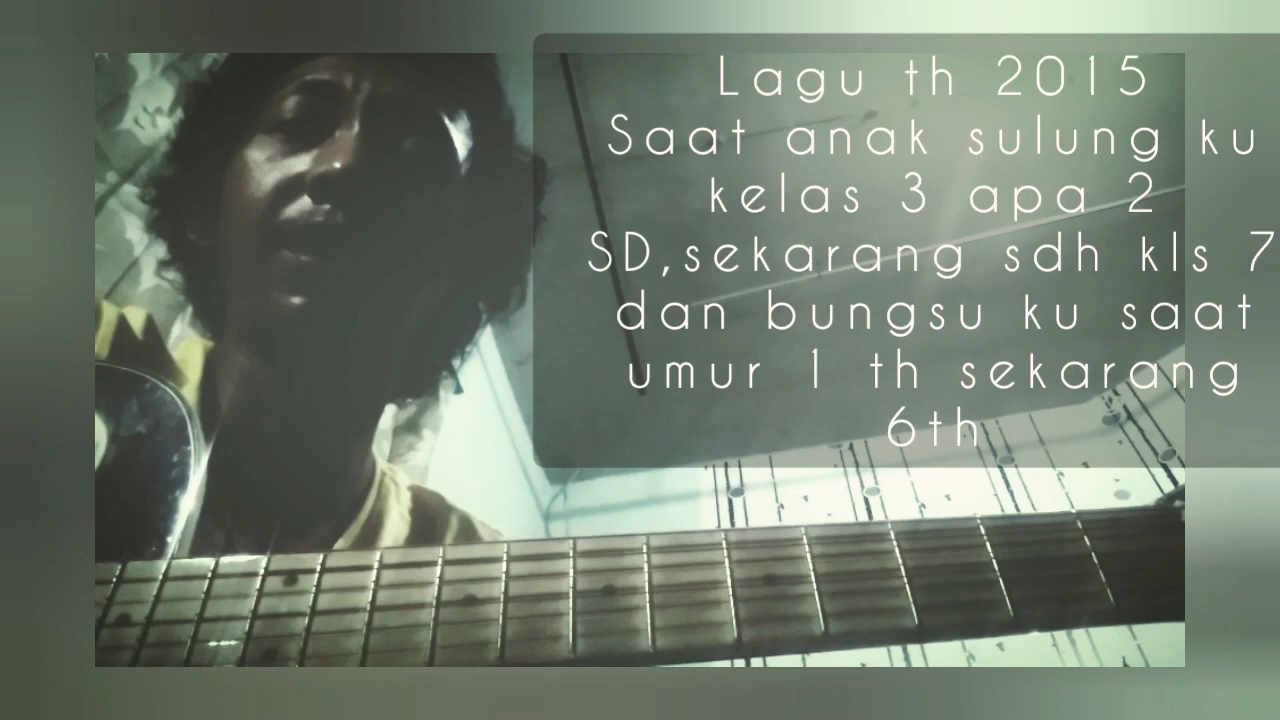 Lagu th 2015
Saat anak sulung ku
kelas 3 apa 2
SD,sekarang sdh kls 7
dan bungsu ku saat
umur 1 th sekarang
6th